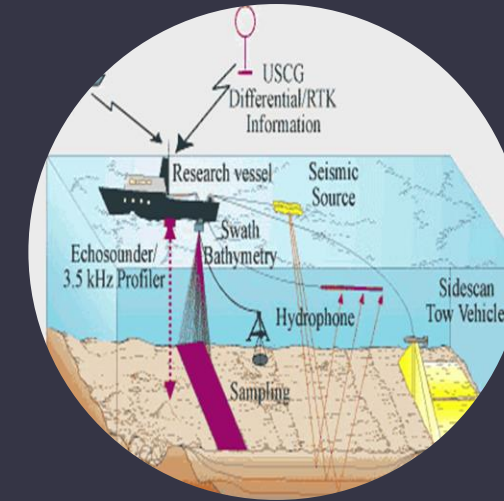 USCG
Differential/RTK
Information
Research vessel
Seismic
Source
Swath
Bathymetry
Echosounder/
3.5 kHz Profiler
Hydrophone
Sidescan
Tow Vehicle
Sampling